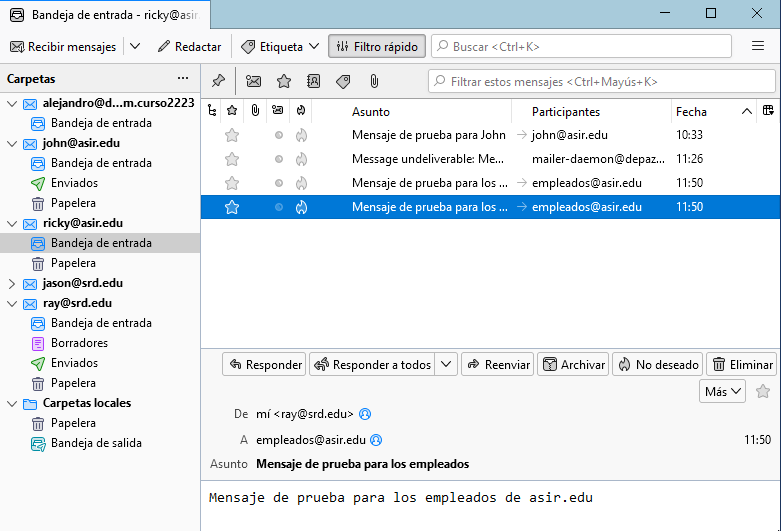 Bandeja de entrada - ricky@asir.
Recibir mensajes Redactar Etiqueta Filtro rápido Buscar <Ctrl+K>
Carpetas ...
Filtrar estos mensajes <Ctrl+Mayús+K>
alejandro@d...m.curso2223
Bandeja de entrada
john@asir.edu
Bandeja de entrada
Enviados
Papelera
ricky@asir.edu
Bandeja de entrada
Papelera
jason@srd.edu
ray@srd.edu
Bandeja de entrada
Borradores
Enviados
Papelera
Carpetas locales
Papelera
Bandeja de salida
Asunto Participantes Fecha
Mensaje de prueba para John john@asir.edu 10:33
Message undeliverable: Me... mailer-daemon@depaz... 11:26
Mensaje de prueba para los ... empleados@asir.edu 11:50
Mensaje de prueba para los ... empleados@asir.edu 11:50
Responder Responder a todos Reenviar Archivar No deseado Eliminar
Más
De mí <ray@srd.edu>
A empleados@asir.edu 11:50
Asunto Mensaje de prueba para los empleados
Mensaje de prueba para los empleados de asir.edu